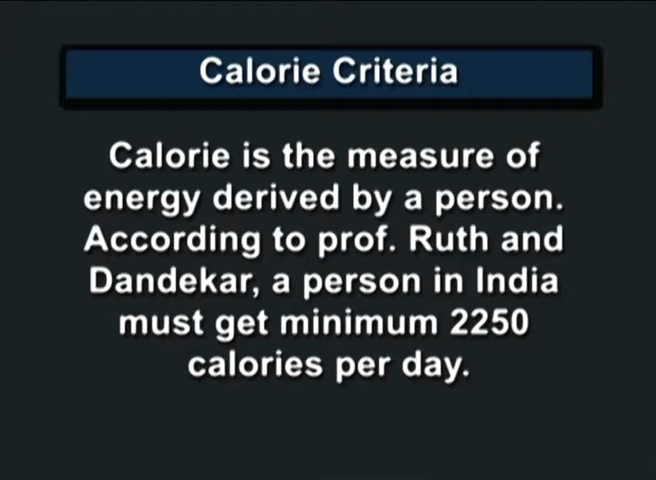 Calorie Criteria
Calorie is the measure of
energy derived by a person.
According to prof. Ruth and
Dandekar, a person in India
must get minimum 2250
calories per day.